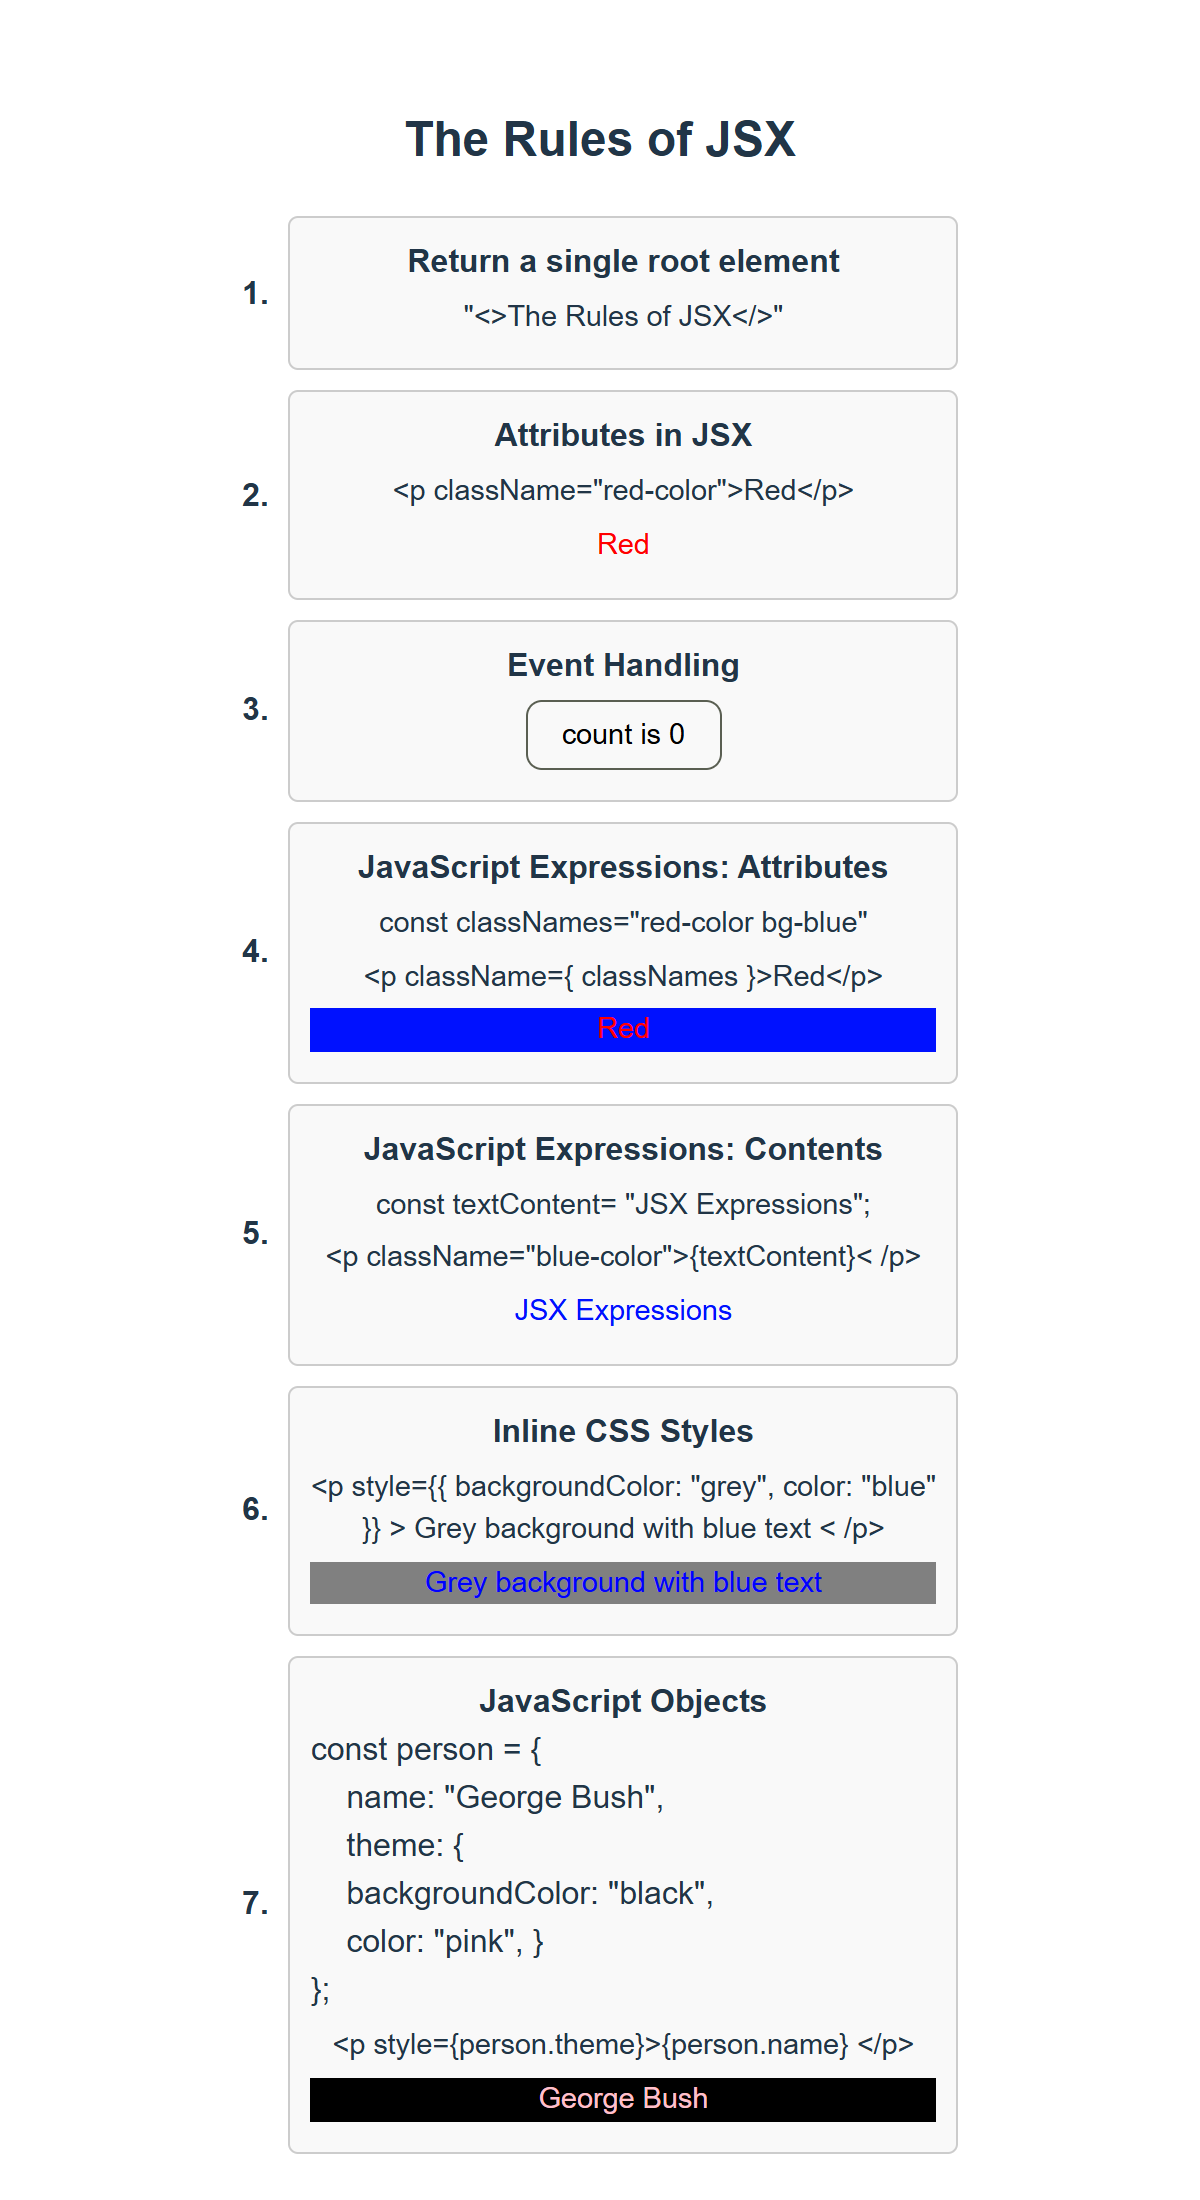 The Rules of JSX
1.
Return a single root element
"<>The Rules of JSX</>"
2.
Attributes in JSX
<p className="red-color">Red</p>
Red
3.
Event Handling
count is 0
4.
JavaScript Expressions: Attributes
const classNames="red-color bg-blue"
<p className={ classNames }>Red</p>
Red
5.
JavaScript Expressions: Contents
const textContent= "JSX Expressions";
<p className="blue-color">{textContent}< /p>
JSX Expressions
6.
Inline CSS Styles
<p style={{ backgroundColor: "grey", color: "blue"
}} > Grey background with blue text < /p>
Grey background with blue text
7.
JavaScript Objects
const person = {
name: "George Bush",
theme: {
backgroundColor: "black",
color: "pink", }
};
<p style={person.theme}>{person.name} </p>
George Bush